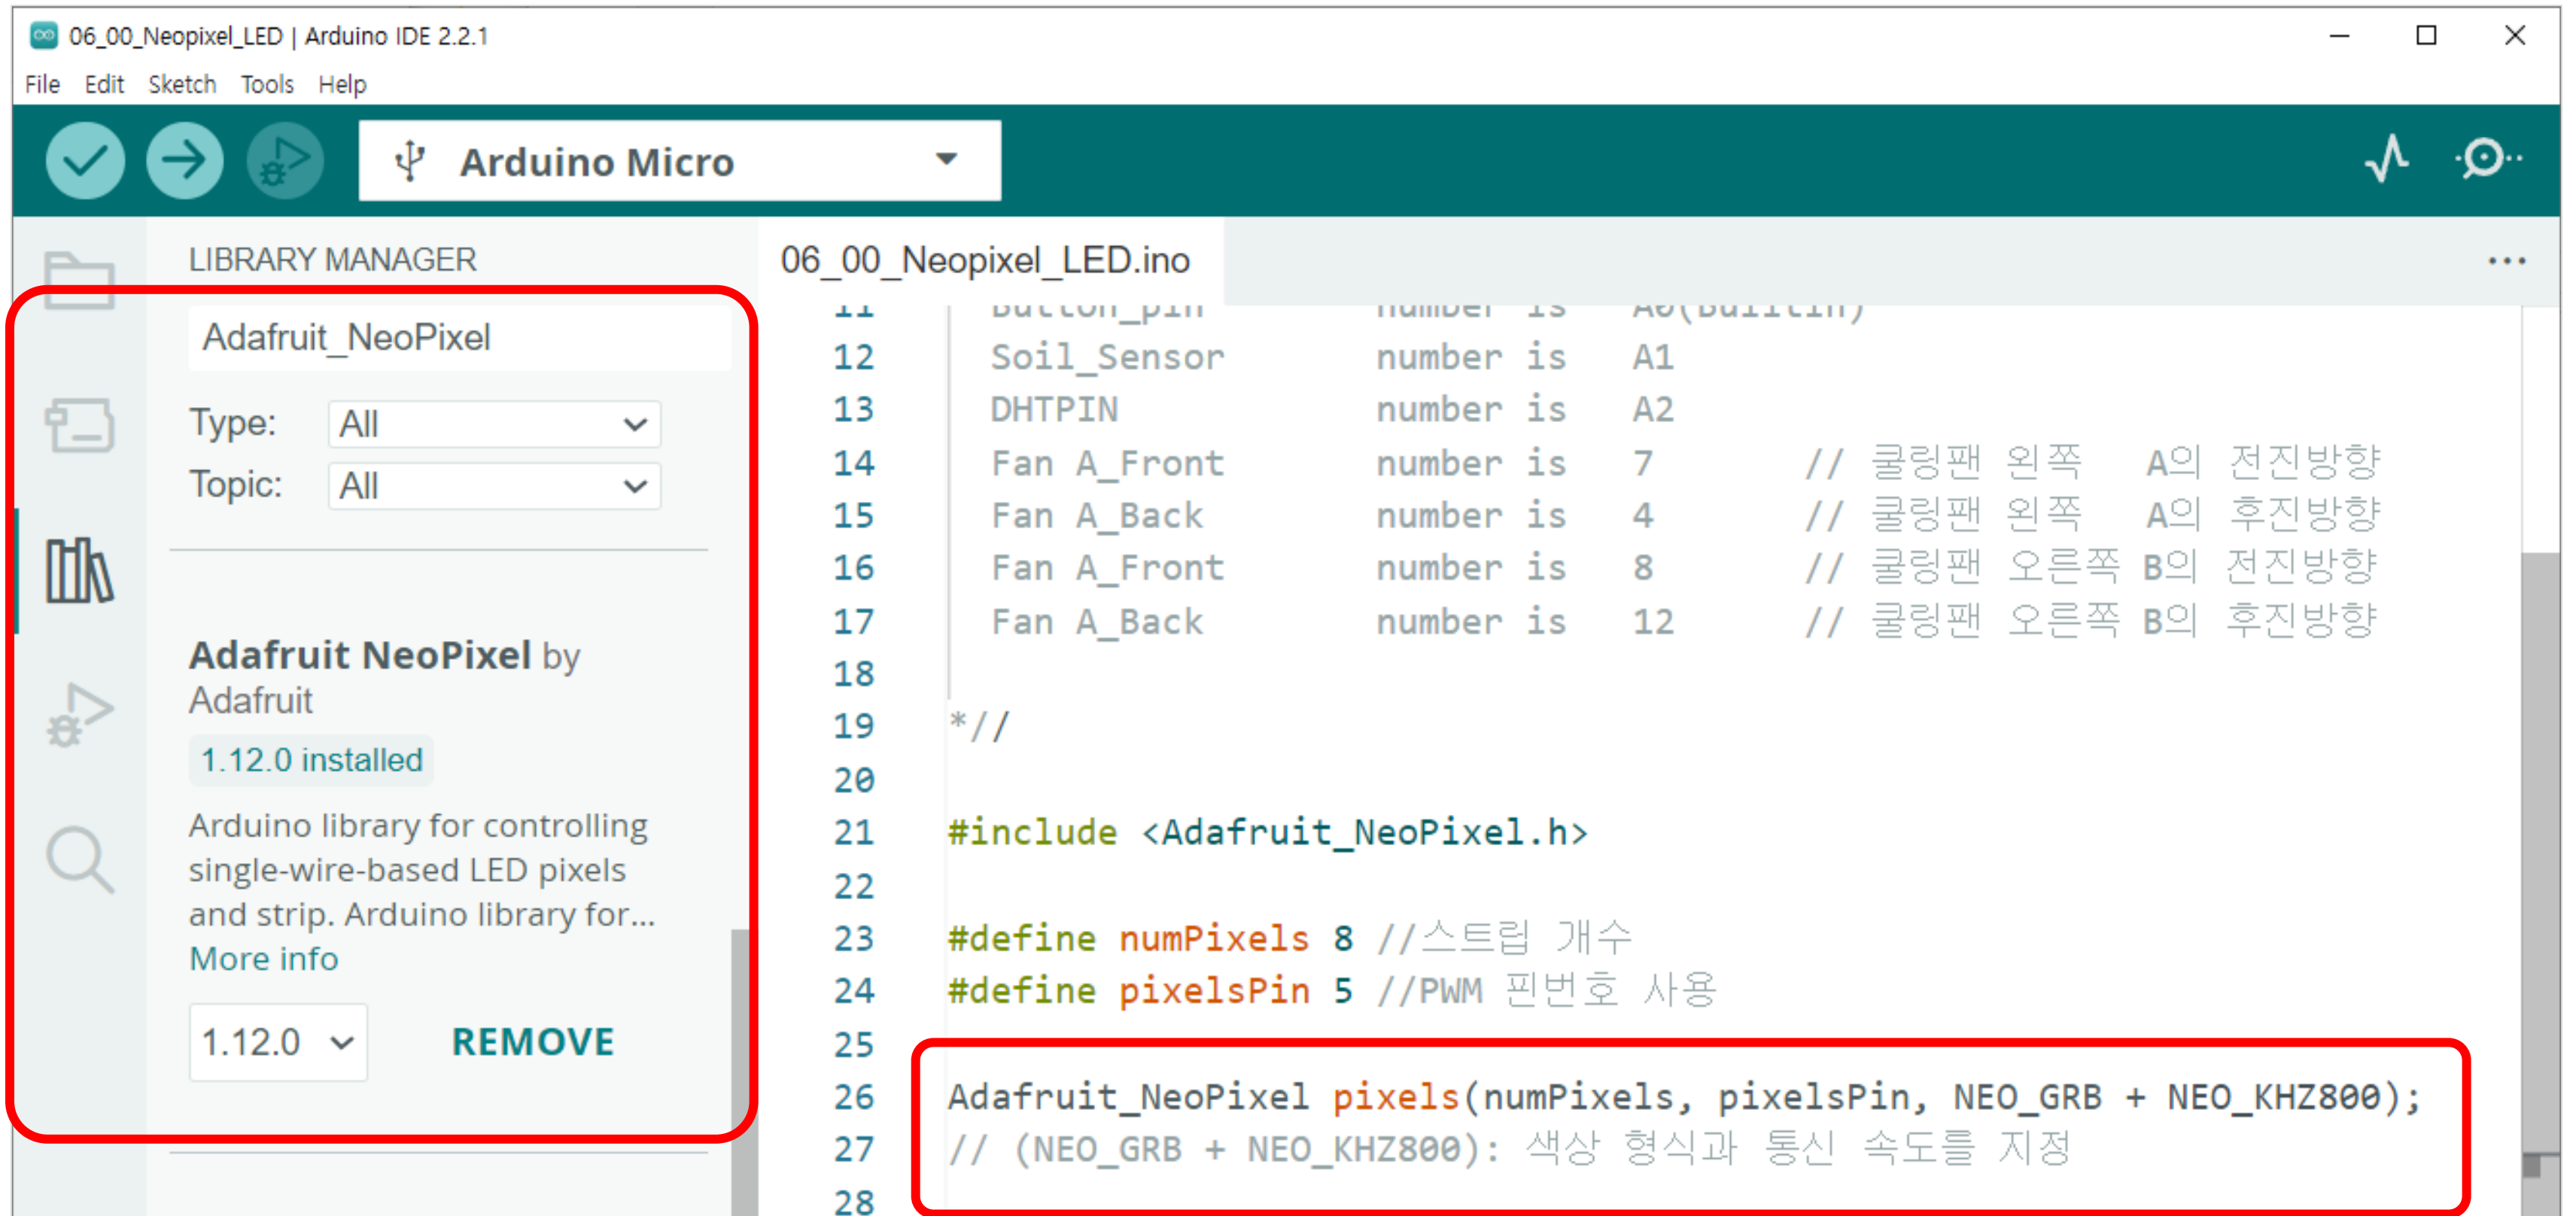 06_00_Neopixel_LED | Arduino IDE 2.2.1
File Edit Sketch Tools Help
Arduino Micro
LIBRARY MANAGER
Adafruit_NeoPixel
Type: All
Topic: All
Adafruit NeoPixel by
Adafruit
1.12.0 installed
Arduino library for controlling
single-wire-based LED pixels
and strip. Arduino library for...
More info
1.12.0 REMOVE
06_00_Neopixel_LED.ino
11 Button_pin number is A0(Builtin)
12 Soil_Sensor number is A1
13 DHTPIN number is A2
14 Fan A_Front number is 7 // 쿨링팬 왼쪽 A의 전진방향
15 Fan A_Back number is 4 // 쿨링팬 왼쪽 A의 후진방향
16 Fan A_Front number is 8 // 쿨링팬 오른쪽 B의 전진방향
17 Fan A_Back number is 12 // 쿨링팬 오른쪽 B의 후진방향
18
19 *//
20
21 #include <Adafruit_NeoPixel.h>
22
23 #define numPixels 8 //스트립 개수
24 #define pixelsPin 5 //PWM 핀번호 사용
25
26 Adafruit_NeoPixel pixels(numPixels, pixelsPin, NEO_GRB + NEO_KHZ800);
27 // (NEO_GRB + NEO_KHZ800): 색상 형식과 통신 속도를 지정
28